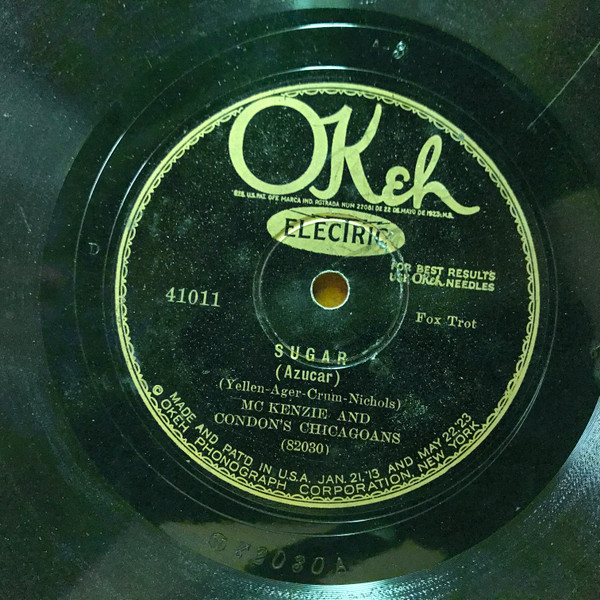 OKeh
REG. U.S. PAT. OFF. MARCA IND. RGTRADA NUM 22081 DE 22 DE MAYO DE 1923. H.B.
ELECTRIC
FOR BEST RESULTS
USE OKeh NEEDLES
41011
Fox Trot
SUGAR
(Azucar)
(Yellen-Ager-Crum-Nichols)
MC KENZIE AND
CONDON'S CHICAGOANS
(82030)
© MADE AND PAT'D IN U.S.A. JAN. 21, '13 AND MAY 22-23
OKEH PHONOGRAPH CORPORATION, NEW YORK
82030A